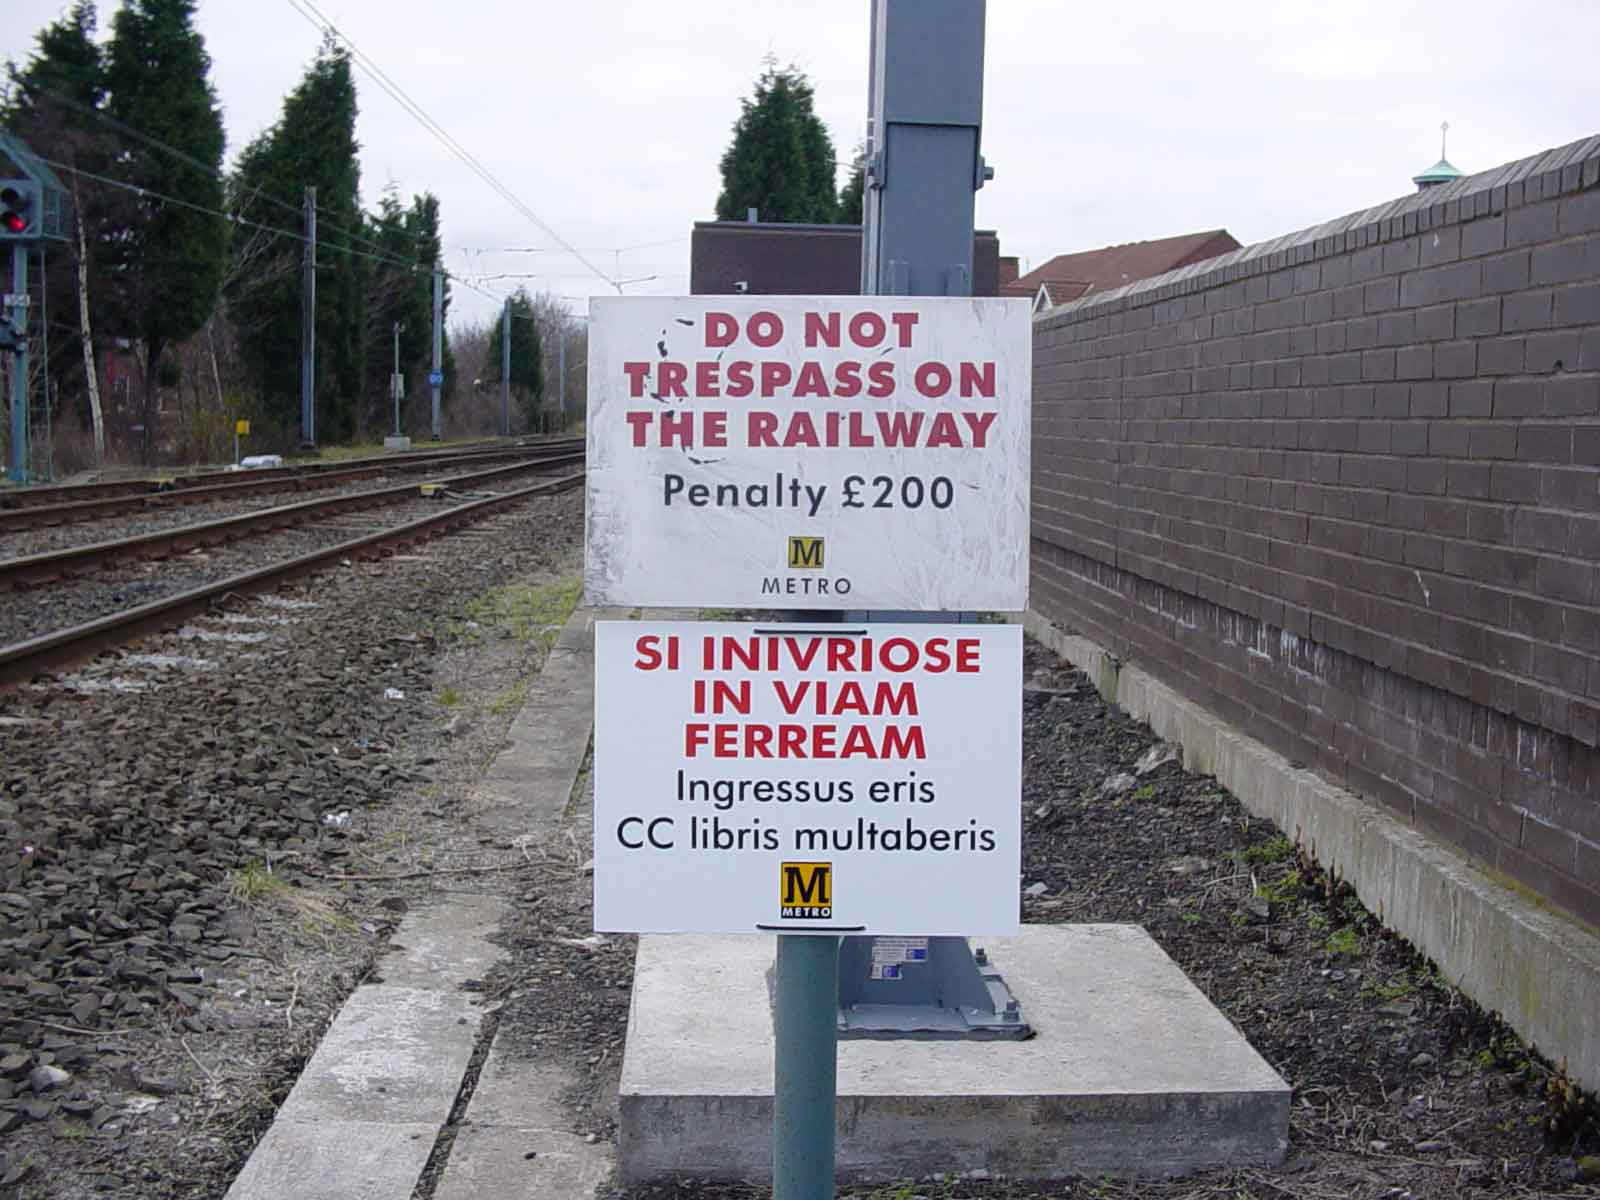 DO NOT
TRESPASS ON
THE RAILWAY
Penalty £200
M
METRO
SI INIVRIOSE
IN VIAM
FERREAM
Ingressus eris
CC libris multaberis
M
METRO